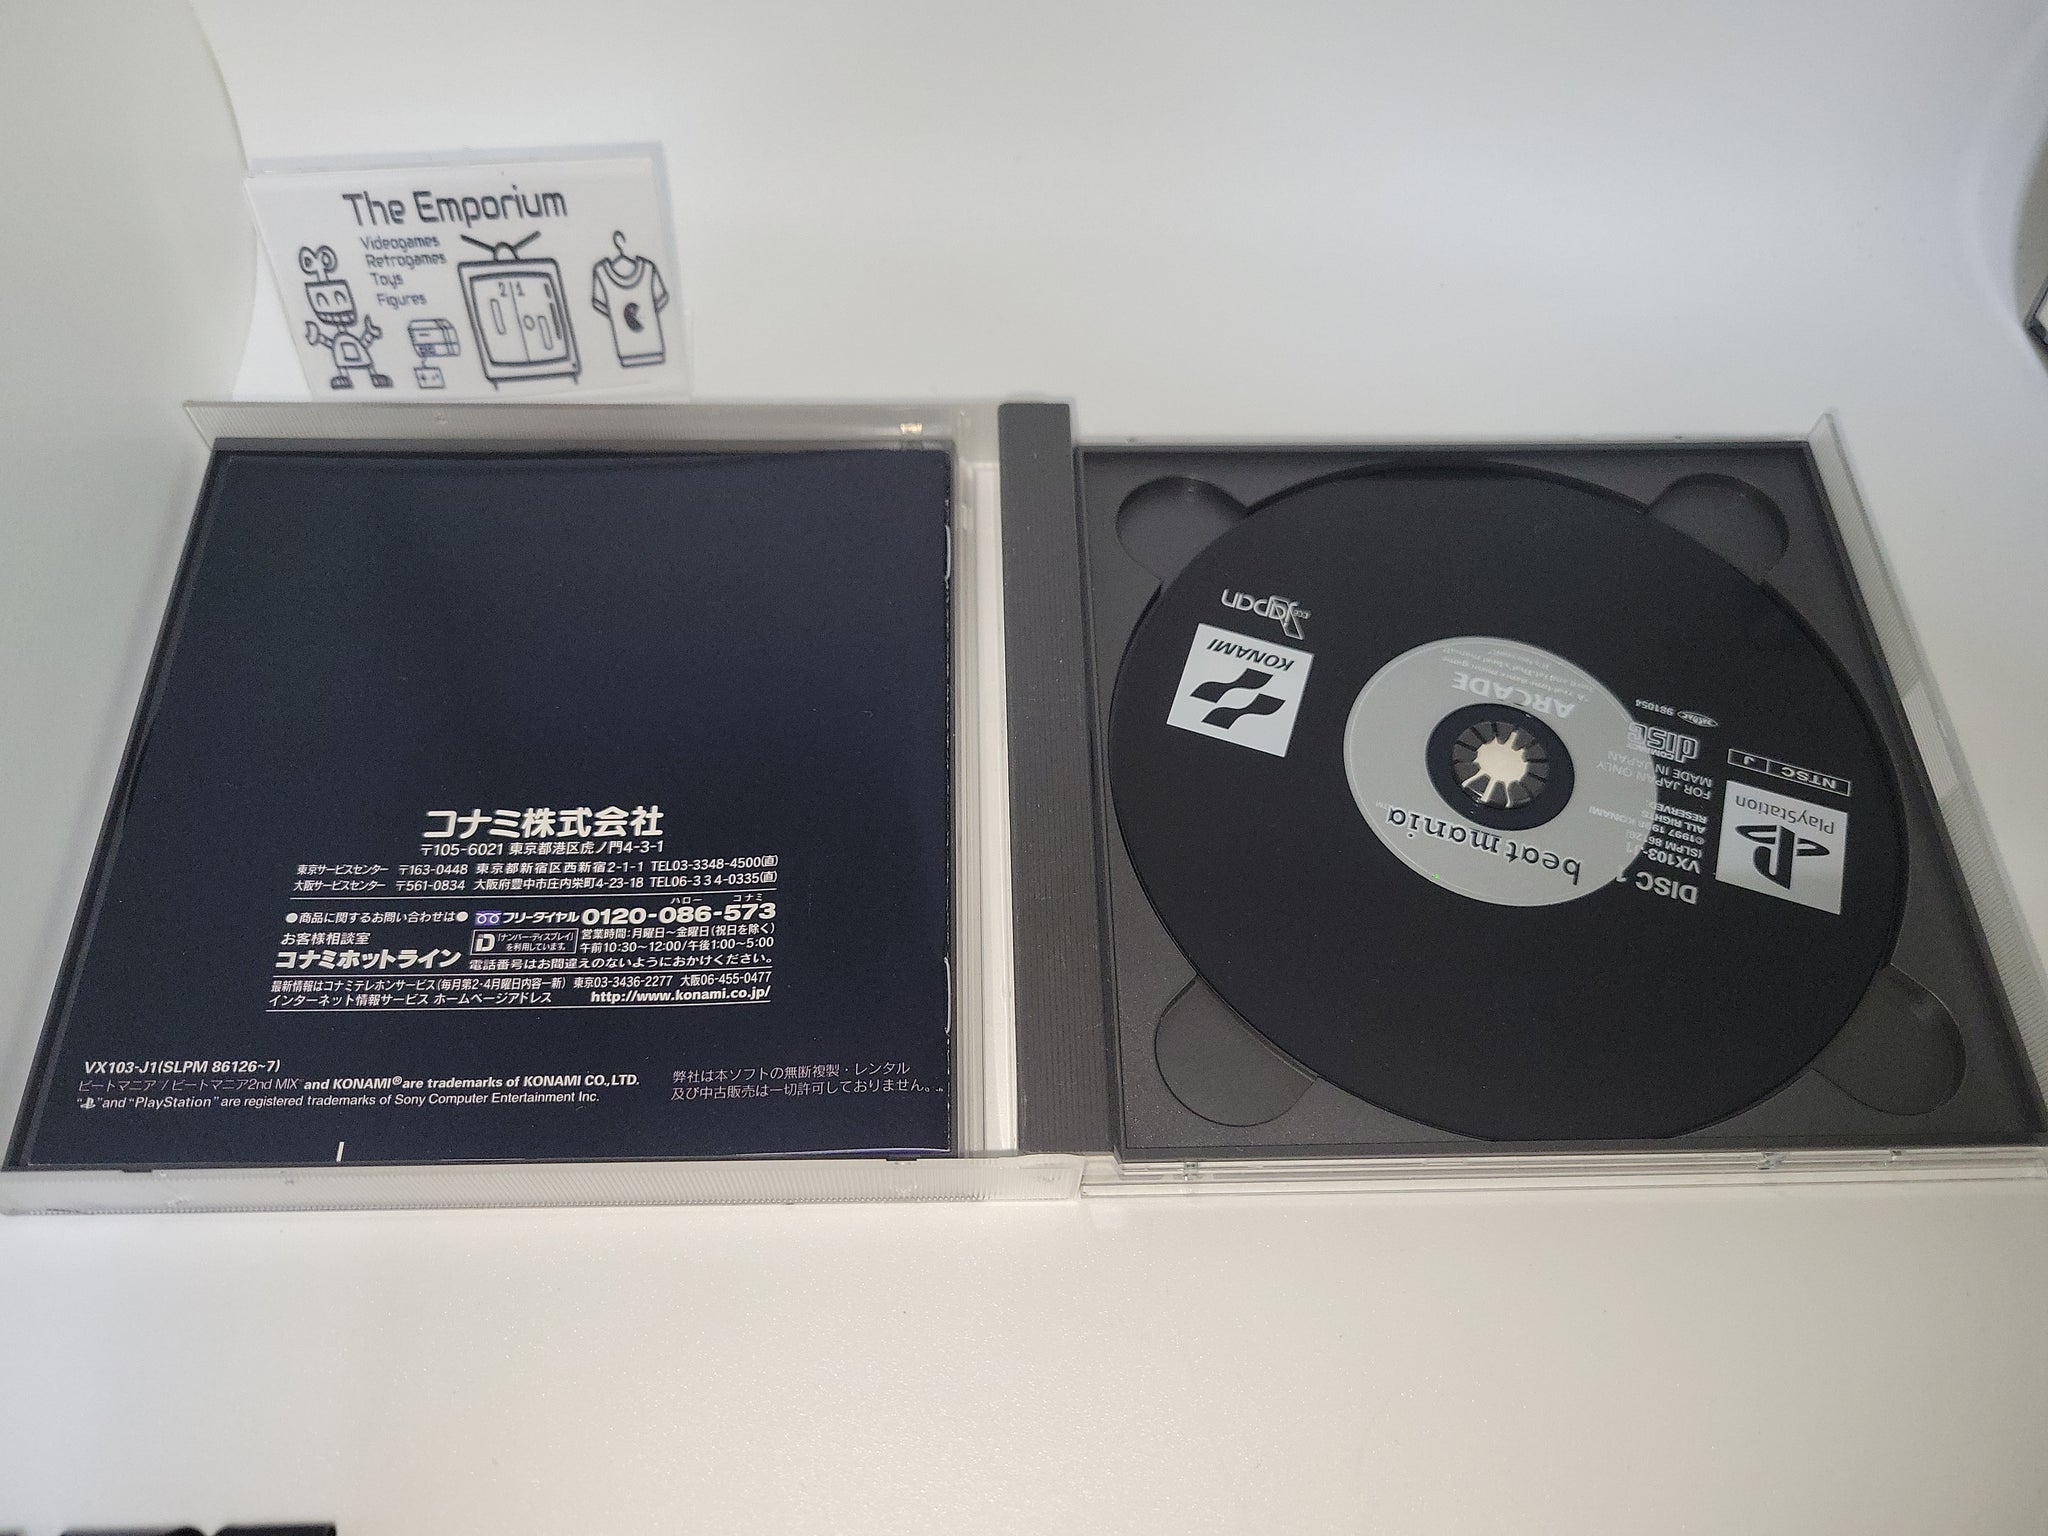 The Emporium
Videogames
Retrogames
Toys
Figures
2 1
コナミ株式会社
〒105-6021 東京都港区虎ノ門4-3-1
東京サービスセンター 〒163-0448 東京都新宿区西新宿2-1-1 TEL03-3348-4500(直)
大阪サービスセンター 〒561-0834 大阪府豊中市庄内栄町4-23-18 TEL06-334-0335(直)
ハロー コナミ
●商品に関するお問い合わせは● フリーダイヤル 0120-086-573
お客様相談室
コナミホットライン
D 「ナンバー・ディスプレイ」を利用しています。
営業時間:月曜日〜金曜日(祝日を除く)
午前10:30〜12:00/午後1:00〜5:00
電話番号はお間違えのないようにおかけください。
最新情報はコナミテレホンサービス(毎月第2・4月曜日内容一新) 東京03-3436-2277 大阪06-455-0477
インターネット情報サービス ホームページアドレス http://www.konami.co.jp/
VX103-J1(SLPM 86126~7)
ビートマニア / ビートマニア2nd MIX and KONAMI® are trademarks of KONAMI CO., LTD.
" "and "PlayStation" are registered trademarks of Sony Computer Entertainment Inc.
弊社は本ソフトの無断複製・レンタル
及び中古販売は一切許可しておりません。
PlayStation
NTSC J
DISC 1
VX103-J1
ALL RIGHTS
RESERVED.
FOR JAPAN ONLY
MADE IN JAPAN
COMPACT
disc
981054
beatmania™
ARCADE
KONAMI
Japan